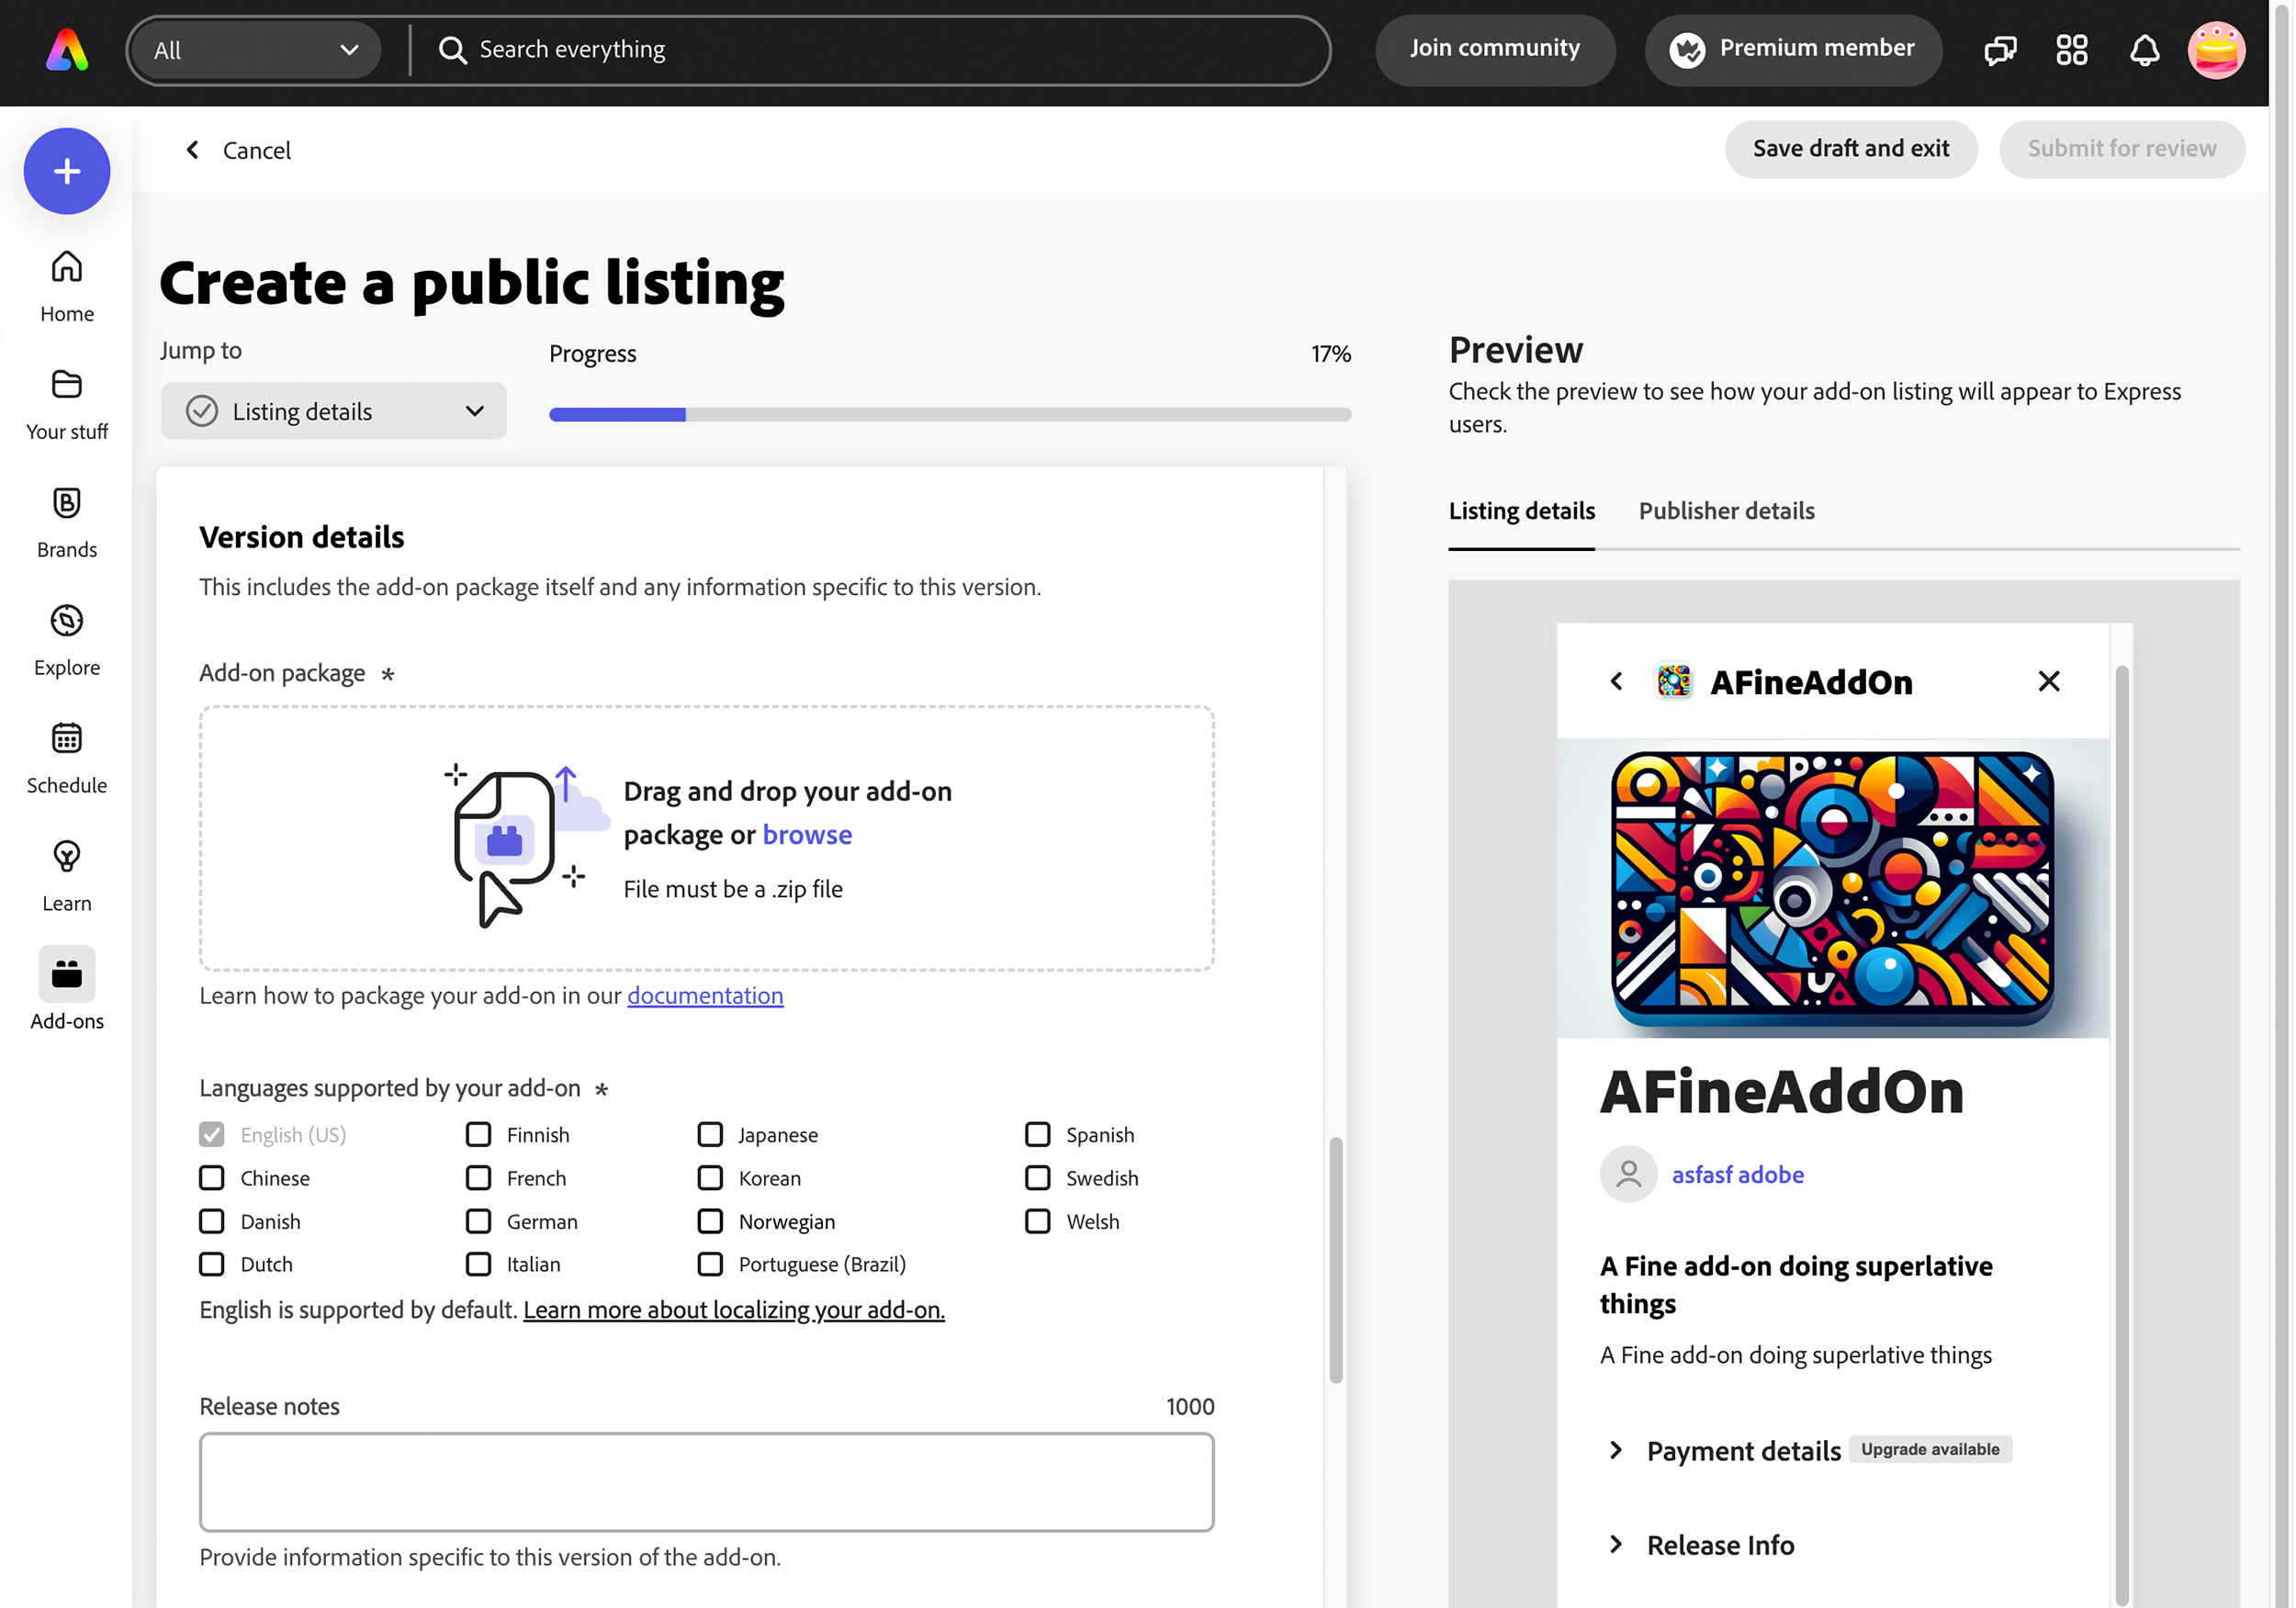 All
Search everything
Join community
Premium member
Cancel
Save draft and exit
Submit for review
Home
Your stuff
Brands
Explore
Schedule
Learn
Add-ons
Create a public listing
Jump to
Listing details
Progress
17%
Version details
This includes the add-on package itself and any information specific to this version.
Add-on package *
Drag and drop your add-on
package or browse
File must be a .zip file
Learn how to package your add-on in our documentation
Languages supported by your add-on *
English (US)
Finnish
Japanese
Spanish
Chinese
French
Korean
Swedish
Danish
German
Norwegian
Welsh
Dutch
Italian
Portuguese (Brazil)
English is supported by default. Learn more about localizing your add-on.
Release notes
1000
Provide information specific to this version of the add-on.
Preview
Check the preview to see how your add-on listing will appear to Express
users.
Listing details
Publisher details
AFineAddOn
AFineAddOn
asfasf adobe
A Fine add-on doing superlative
things
A Fine add-on doing superlative things
Payment details
Upgrade available
Release Info